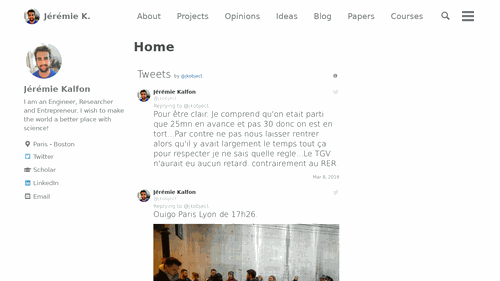 Jérémie K.
About Projects Opinions Ideas Blog Papers Courses
Home
Jérémie Kalfon
I am an Engineer, Researcher
and Entrepreneur. I wish to make
the world a better place with
science!
Paris - Boston
Twitter
Scholar
LinkedIn
Email
Tweets by @jkobject
Jérémie Kalfon
@jkobject
Replying to @jkobject
Pour être clair. Je comprend qu'on était parti
que 25mn en avance et pas 30 donc on est en
tort...Par contre ne pas nous laisser rentrer
alors qu'il y avait largement le temps tout ça
pour respecter je ne sais quelle regle...Le TGV
n'aurait eu aucun retard. contrairement au RER.
Mar 8, 2019
Jérémie Kalfon
@jkobject
Replying to @jkobject
Ouigo Paris Lyon de 17h26.